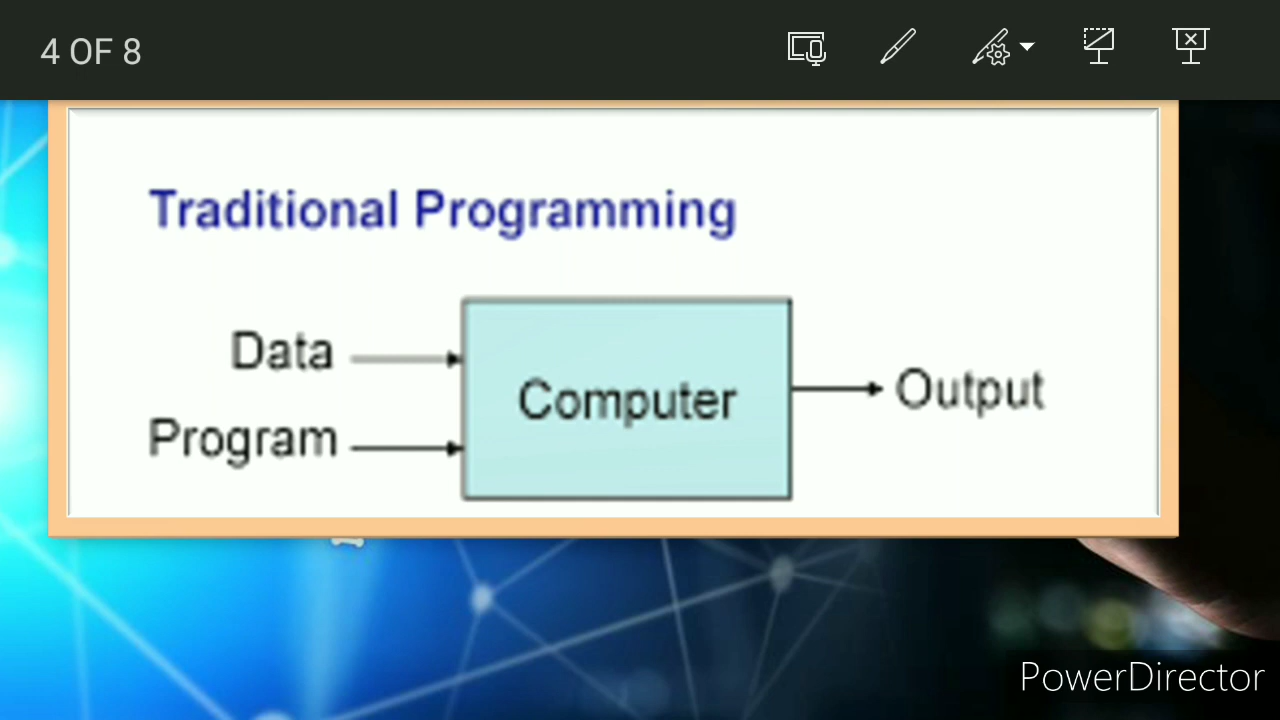 4 OF 8
Traditional Programming
Data
Program
Computer
Output
PowerDirector